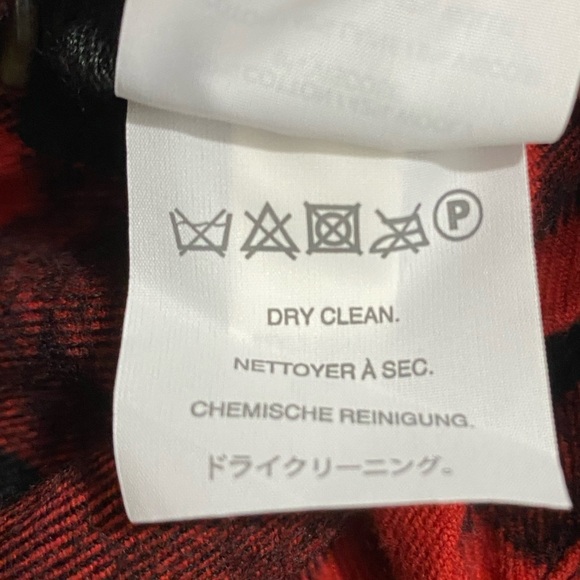 P
DRY CLEAN.
NETTOYER À SEC.
CHEMISCHE REINIGUNG.
ドライクリーニング。